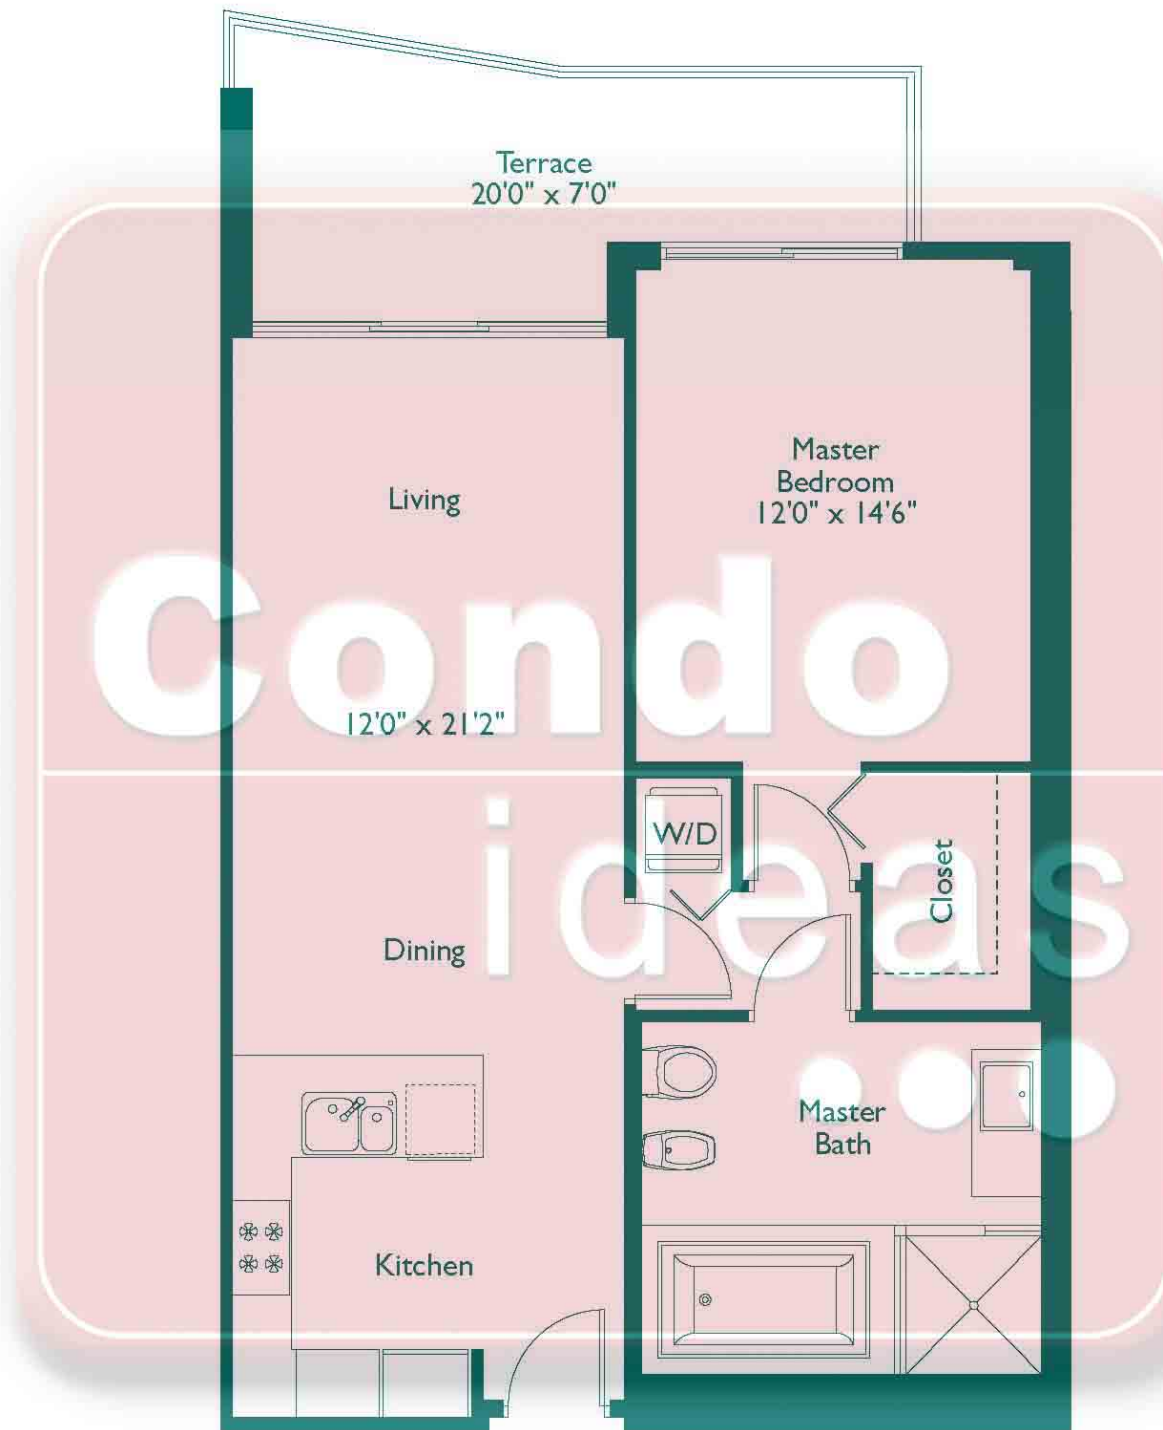 Terrace
20'0" x 7'0"
Master
Bedroom
12'0" x 14'6"
Living
Condo
12'0" x 21'2"
ideas
W/D
Closet
Dining
Master
Bath
Kitchen